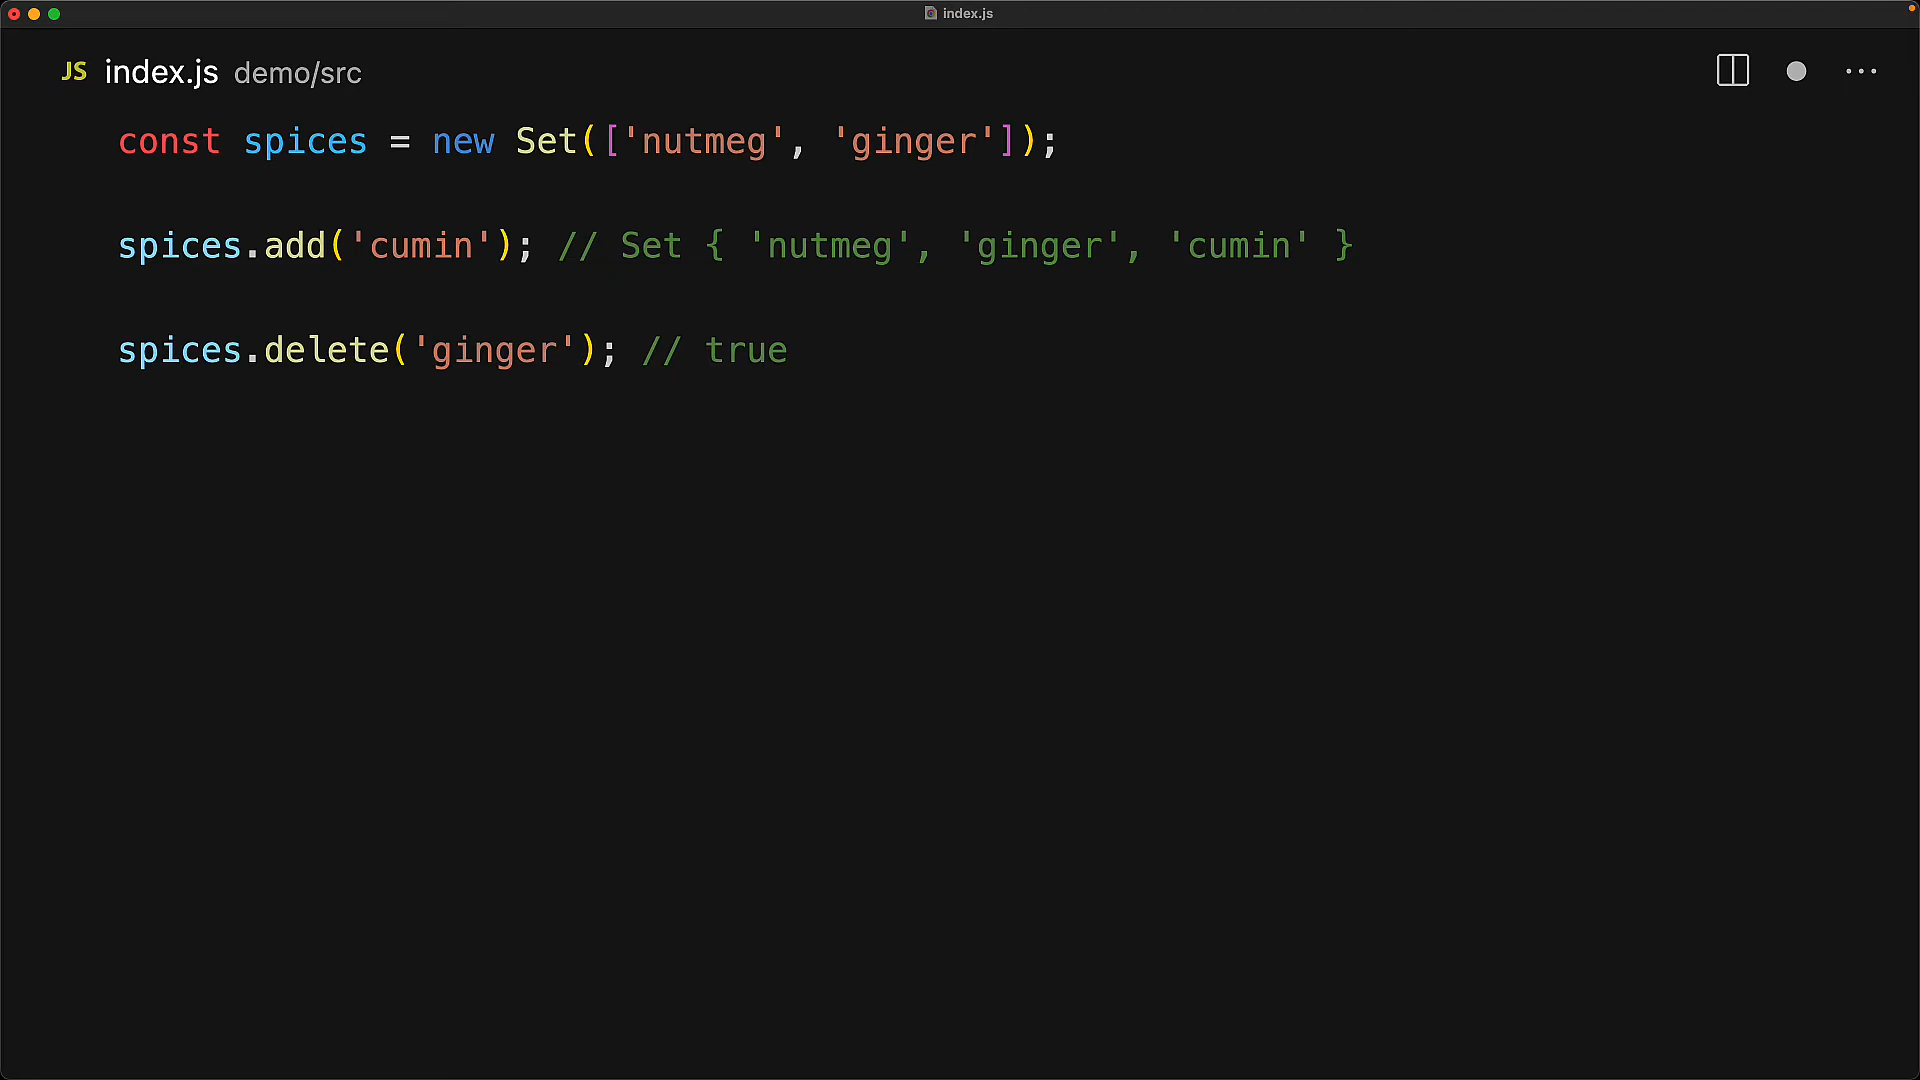 index.js
JS index.js demo/src
const spices = new Set(['nutmeg', 'ginger']);
spices.add('cumin'); // Set { 'nutmeg', 'ginger', 'cumin' }
spices.delete('ginger'); // true